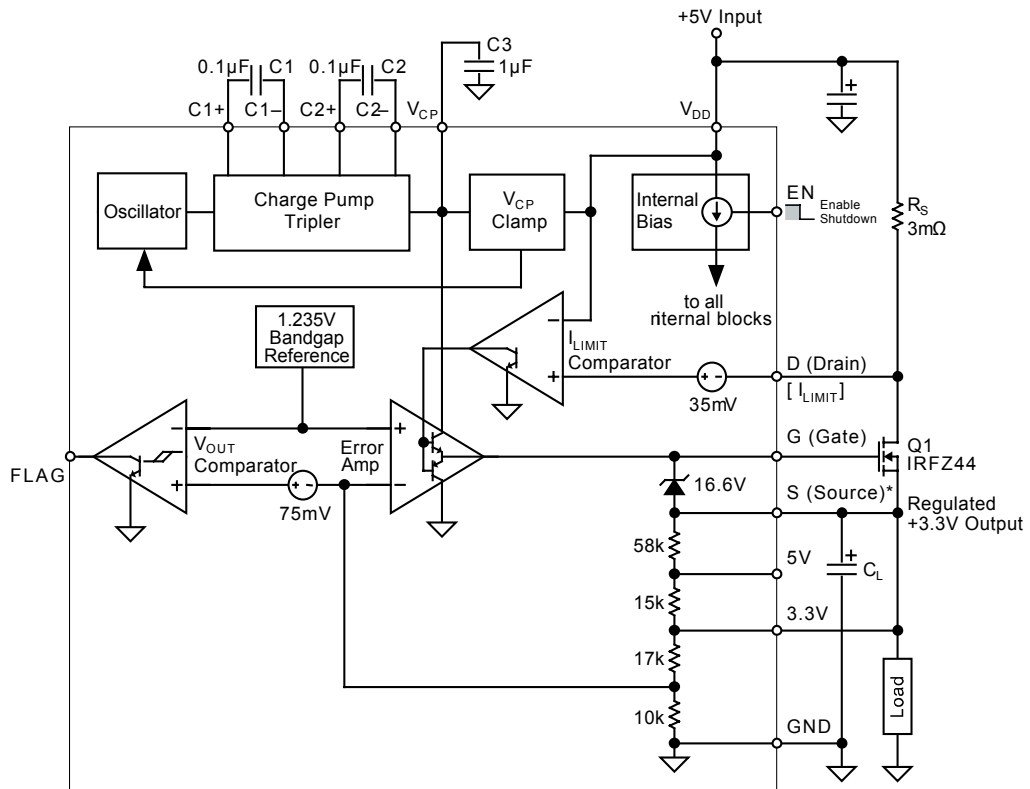 +5V Input
C3
1µF
0.1µF C1
0.1µF C2
C1+
C1–
C2+
C2–
VCP
VDD
Oscillator
Charge Pump
Tripler
VCP
Clamp
Internal
Bias
EN
Enable
Shutdown
RS
3mΩ
to all
nternal blocks
1.235V
Bandgap
Reference
ILIMIT
Comparator
35mV
D (Drain)
[ ILIMIT ]
FLAG
VOUT
Comparator
75mV
Error
Amp
G (Gate)
Q1
IRFZ44
16.6V
S (Source)*
Regulated
+3.3V Output
58k
5V
CL
15k
3.3V
17k
10k
GND
Load